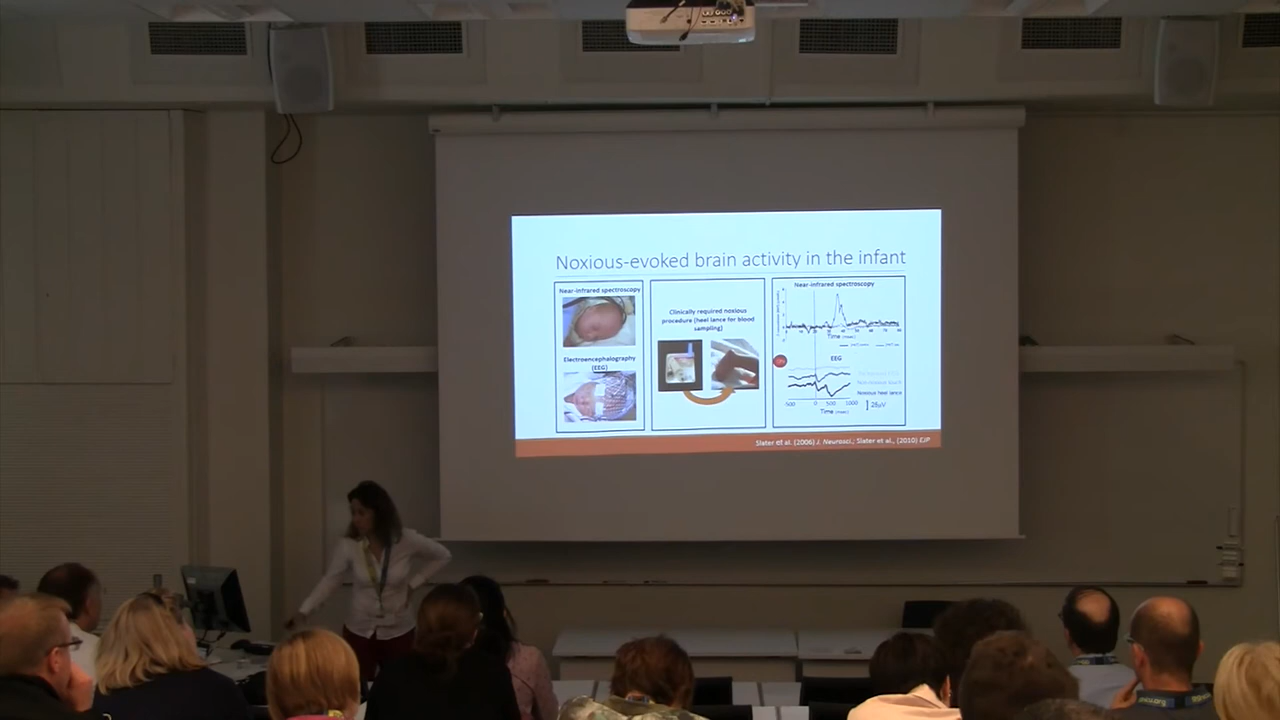 Noxious-evoked brain activity in the infant
Near-infrared spectroscopy
Electroencephalography
(EEG)
Clinically required noxious
procedure (heel lance for blood
sampling)
Near-infrared spectroscopy
Time
EEG
Non-noxious touch
Noxious heel lance
-500 0 500 1000
Time (msec)
28µV
Slater et al. (2006) J. Neurosci.; Slater et al., (2010) EJP